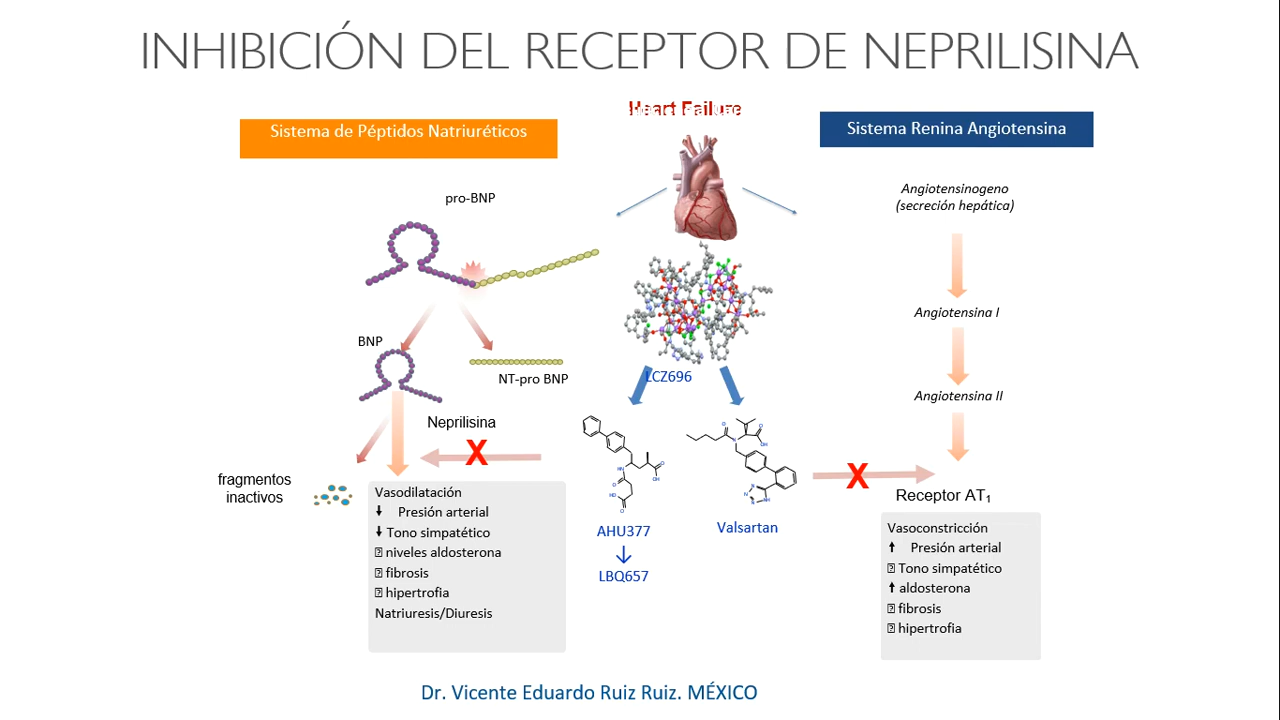 INHIBICIÓN DEL RECEPTOR DE NEPRILISINA
Heart Failure
Sistema de Péptidos Natriuréticos
Sistema Renina Angiotensina
pro-BNP
BNP
NT-pro BNP
Neprilisina
X
fragmentos
inactivos
Vasodilatación
↓ Presión arterial
↓ Tono simpatético
⍰ niveles aldosterona
⍰ fibrosis
⍰ hipertrofia
Natriuresis/Diuresis
LCZ696
AHU377
↓
LBQ657
Valsartan
Angiotensinogeno
(secreción hepática)
Angiotensina I
Angiotensina II
X
Receptor AT₁
Vasoconstricción
↑ Presión arterial
⍰ Tono simpatético
↑ aldosterona
⍰ fibrosis
⍰ hipertrofia
Dr. Vicente Eduardo Ruiz Ruiz. MÉXICO